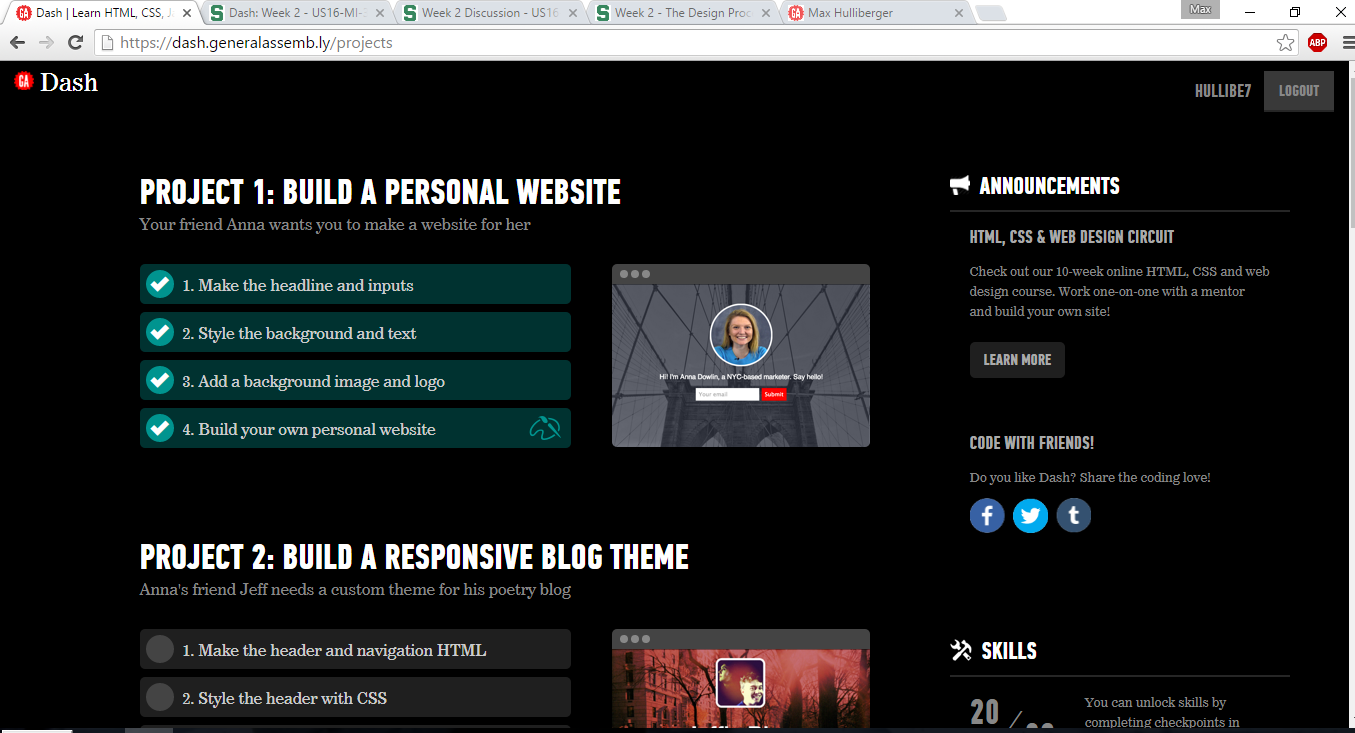 Dash | Learn HTML, CSS, J
Dash: Week 2 - US16-MI-
Week 2 Discussion - US16
Week 2 - The Design Proc
Max Hulliberger
Max
https://dash.generalassemb.ly/projects
ABP
GA Dash
HULLIBE7
LOGOUT
PROJECT 1: BUILD A PERSONAL WEBSITE
Your friend Anna wants you to make a website for her
1. Make the headline and inputs
2. Style the background and text
3. Add a background image and logo
4. Build your own personal website
Hi! I'm Anna Dowlin, a NYC-based marketer. Say hello!
Your email
Submit
PROJECT 2: BUILD A RESPONSIVE BLOG THEME
Anna's friend Jeff needs a custom theme for his poetry blog
1. Make the header and navigation HTML
2. Style the header with CSS
ANNOUNCEMENTS
HTML, CSS & WEB DESIGN CIRCUIT
Check out our 10-week online HTML, CSS and web
design course. Work one-on-one with a mentor
and build your own site!
LEARN MORE
CODE WITH FRIENDS!
Do you like Dash? Share the coding love!
SKILLS
20 /
You can unlock skills by
completing checkpoints in